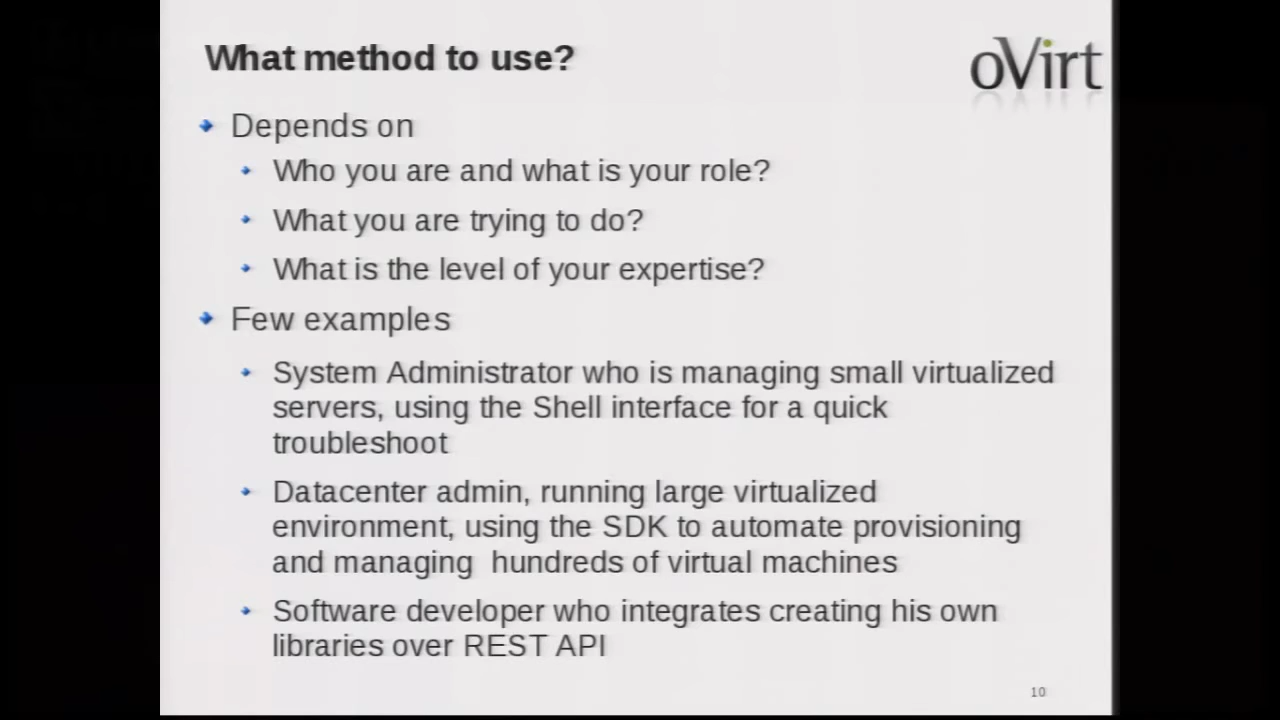 What method to use?
oVirt
Depends on
Who you are and what is your role?
What you are trying to do?
What is the level of your expertise?
Few examples
System Administrator who is managing small virtualized
servers, using the Shell interface for a quick
troubleshoot
Datacenter admin, running large virtualized
environment, using the SDK to automate provisioning
and managing hundreds of virtual machines
Software developer who integrates creating his own
libraries over REST API
10